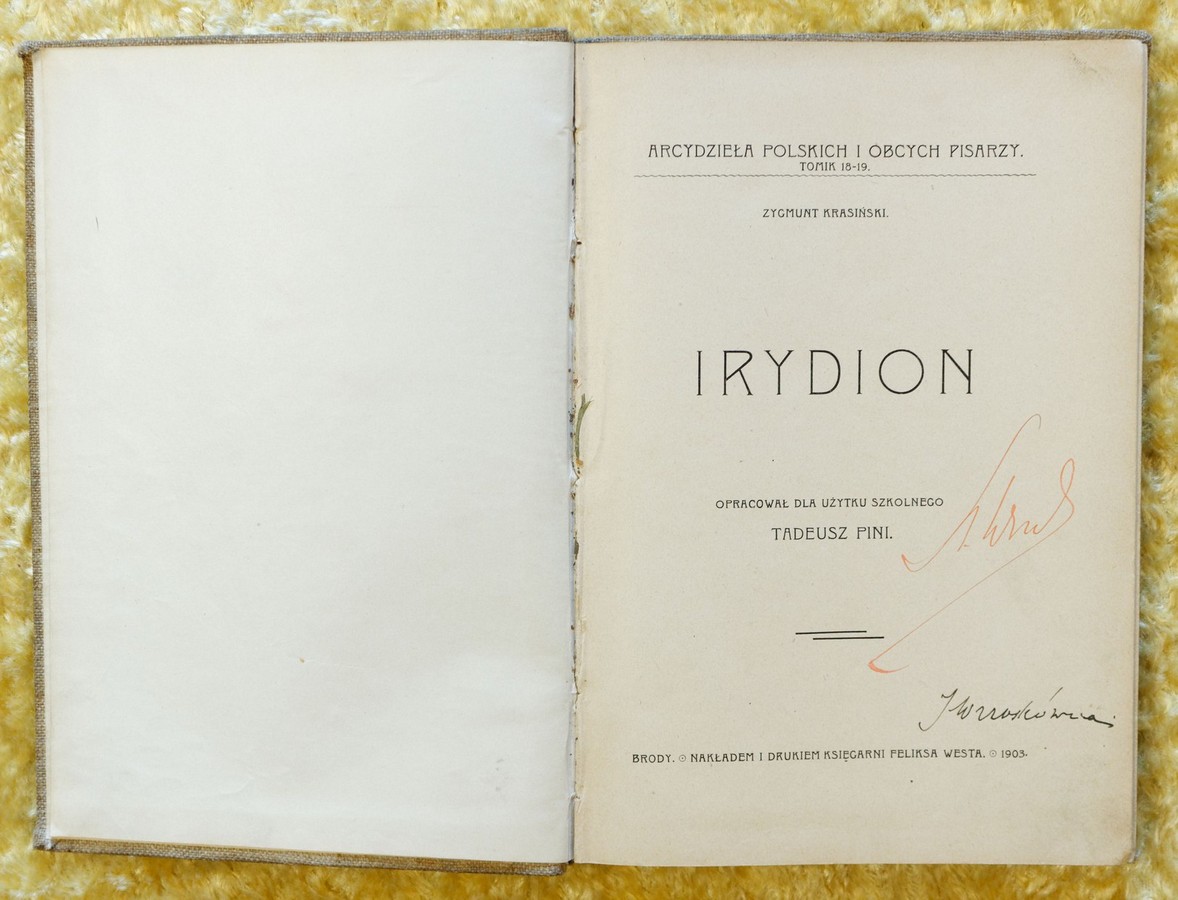 ARCYDZIEŁA POLSKICH I OBCYCH PISARZY.
TOMIK 18-19.
ZYGMUNT KRASIŃSKI.
IRYDION
OPRACOWAŁ DLA UŻYTKU SZKOLNEGO
TADEUSZ PINI.
BRODY. ☉ NAKŁADEM I DRUKIEM KSIĘGARNI FELIKSA WESTA. ☉ 1903.